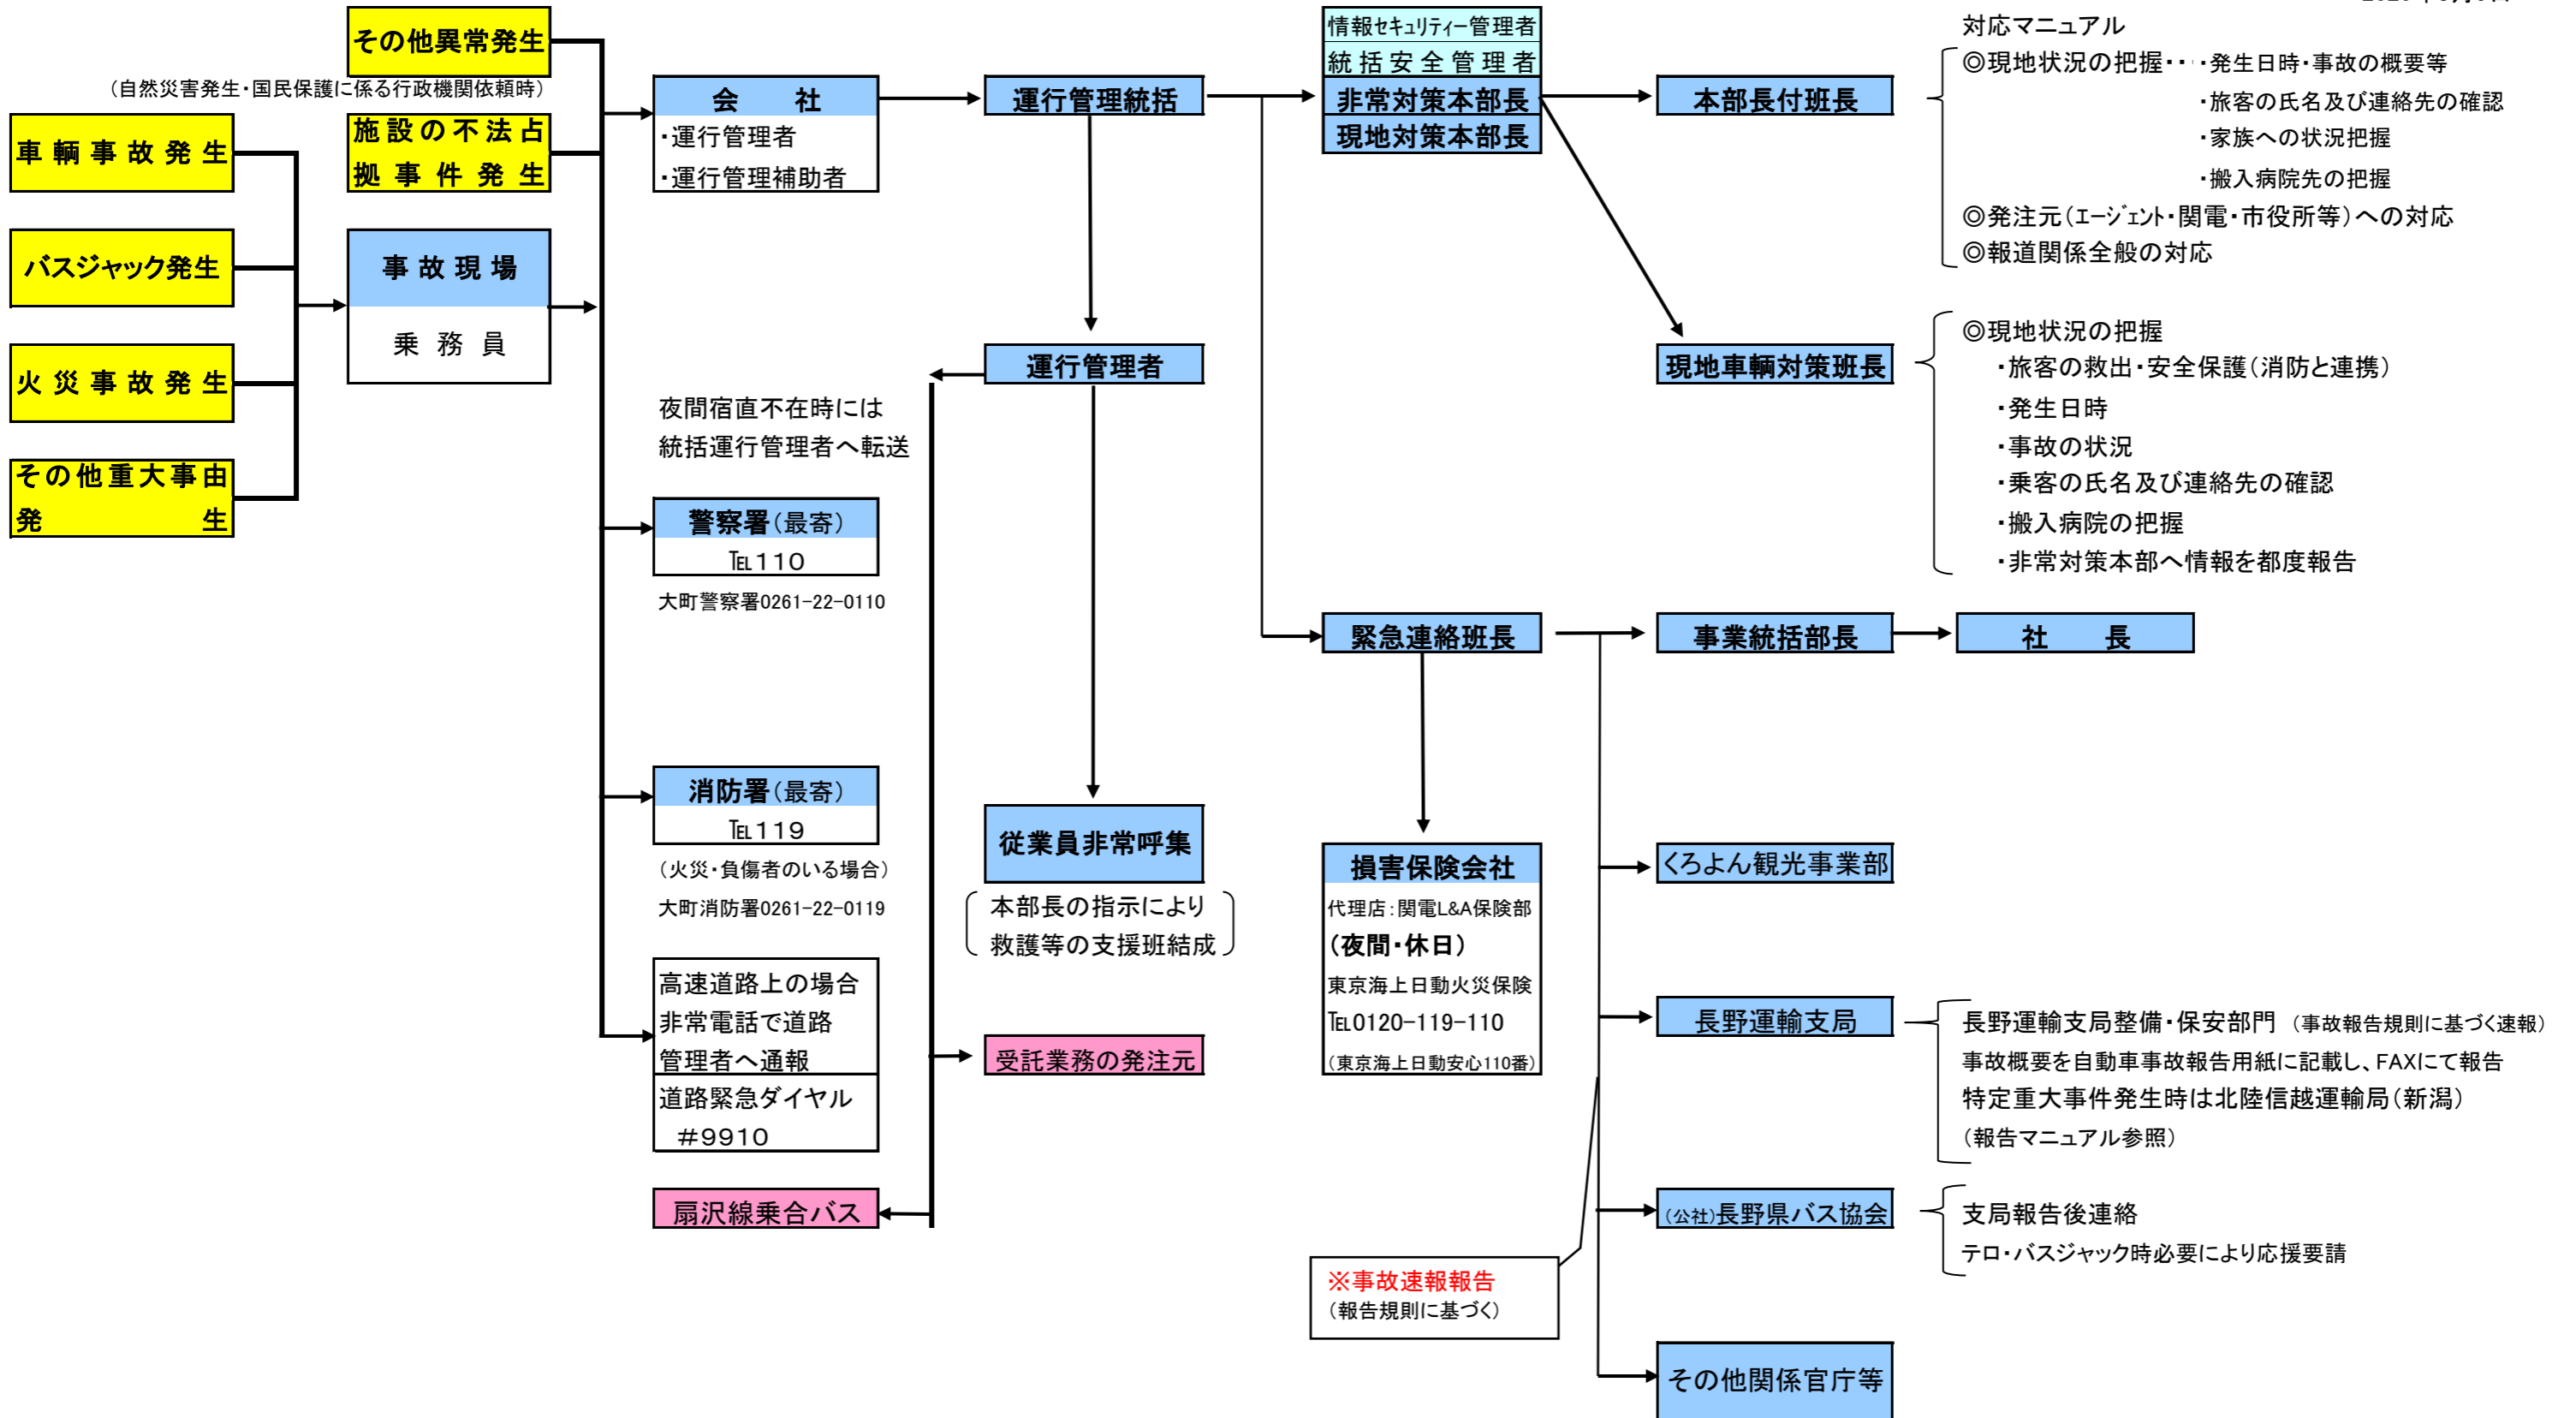 その他異常発生
（自然災害発生・国民保護に係る行政機関依頼時）
車輌事故発生
施設の不法占
拠事件発生
バスジャック発生
火災事故発生
その他重大事由
発　　　　生
事故現場
乗務員
会　　社
・運行管理者
・運行管理補助者
夜間宿直不在時には
統括運行管理者へ転送
警察署（最寄）
℡１１０
大町警察署0261-22-0110
消防署（最寄）
℡１１９
（火災・負傷者のいる場合）
大町消防署0261-22-0119
高速道路上の場合
非常電話で道路
管理者へ通報
道路緊急ダイヤル
＃９９１０
扇沢線乗合バス
運行管理統括
運行管理者
従業員非常呼集
本部長の指示により
救護等の支援班結成
受託業務の発注元
情報ｾｷｭﾘﾃｨｰ管理者
統括安全管理者
非常対策本部長
現地対策本部長
緊急連絡班長
損害保険会社
代理店：関電L&A保険部
（夜間・休日）
東京海上日動火災保険
℡0120-119-110
（東京海上日動安心110番）
※事故速報報告
（報告規則に基づく）
本部長付班長
現地車輌対策班長
事業統括部長
社　　長
くろよん観光事業部
長野運輸支局
（公社）長野県バス協会
その他関係官庁等
対応マニュアル
◎現地状況の把握・・・発生日時・事故の概要等
・旅客の氏名及び連絡先の確認
・家族への状況把握
・搬入病院先の把握
◎発注元（ｴｰｼﾞｪﾝﾄ・関電・市役所等）への対応
◎報道関係全般の対応
◎現地状況の把握
・旅客の救出・安全保護（消防と連携）
・発生日時
・事故の状況
・乗客の氏名及び連絡先の確認
・搬入病院の把握
・非常対策本部へ情報を都度報告
長野運輸支局整備・保安部門 （事故報告規則に基づく速報）
事故概要を自動車事故報告用紙に記載し、FAXにて報告
特定重大事件発生時は北陸信越運輸局（新潟）
（報告マニュアル参照）
支局報告後連絡
テロ・バスジャック時必要により応援要請